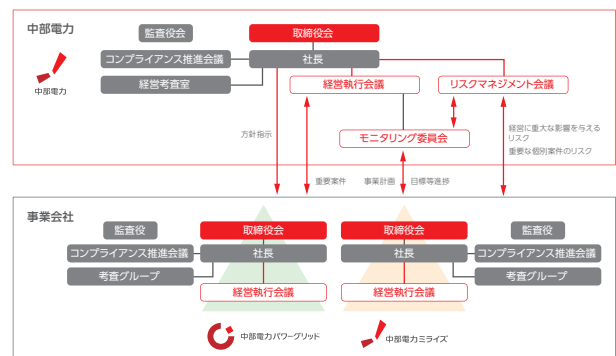 中部電力
監査役会
取締役会
コンプライアンス推進会議
社長
経営考査室
経営執行会議
リスクマネジメント会議
中部電力
方針指示
モニタリング委員会
経営に重大な影響を与える
リスク
重要な個別案件のリスク
重要案件
事業計画
目標等進捗
事業会社
監査役
取締役会
取締役会
監査役
コンプライアンス推進会議
社長
社長
コンプライアンス推進会議
考査グループ
考査グループ
経営執行会議
経営執行会議
中部電力パワーグリッド
中部電力ミライズ